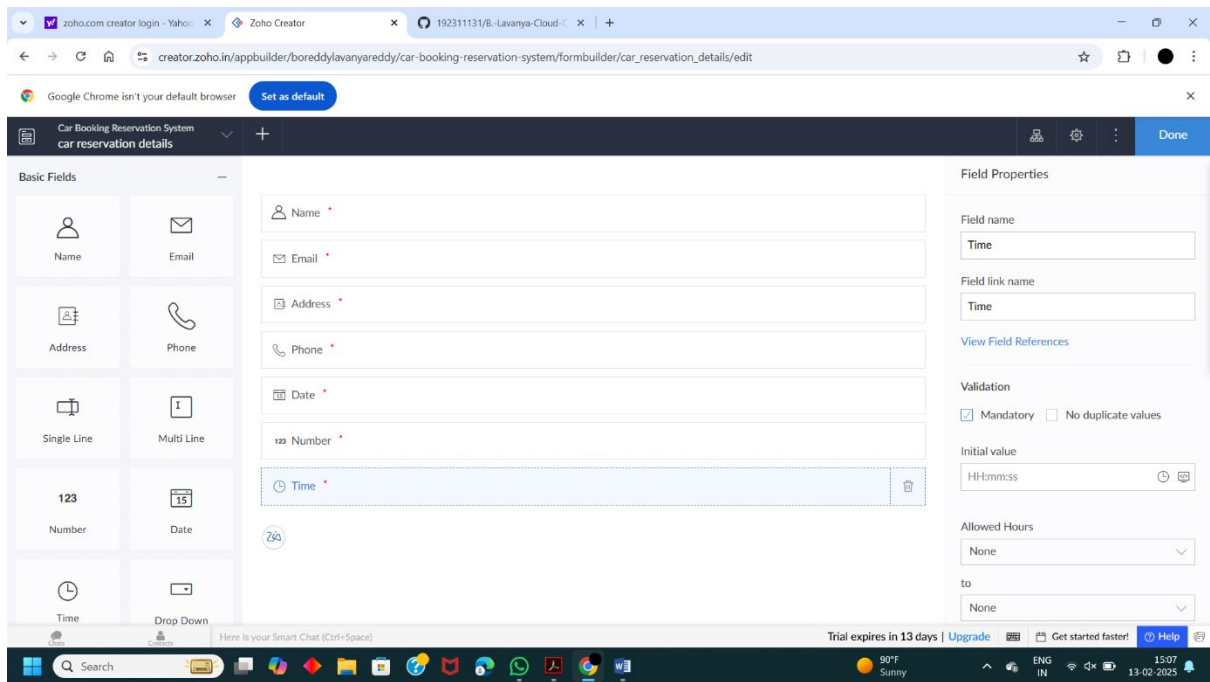 zoho.com creator login - Yahoo
Zoho Creator
192311131/B.-Lavanya-Cloud-C
creator.zoho.in/appbuilder/boreddylavanyareddy/car-booking-reservation-system/formbuilder/car_reservation_details/edit
Google Chrome isn't your default browser
Set as default
Car Booking Reservation System
car reservation details
Done
Basic Fields
Name
Email
Address
Phone
Single Line
Multi Line
123
15
Number
Date
Time
Drop Down
Name *
Email *
Address *
Phone *
Date *
123 Number *
Time *
Zia
Field Properties
Field name
Time
Field link name
Time
View Field References
Validation
Mandatory
No duplicate values
Initial value
HH:mm:ss
Allowed Hours
None
to
None
Chats
Contacts
Here is your Smart Chat (Ctrl+Space)
Trial expires in 13 days
Upgrade
Get started faster!
Help
Search
90°F
Sunny
ENG
IN
15:07
13-02-2025